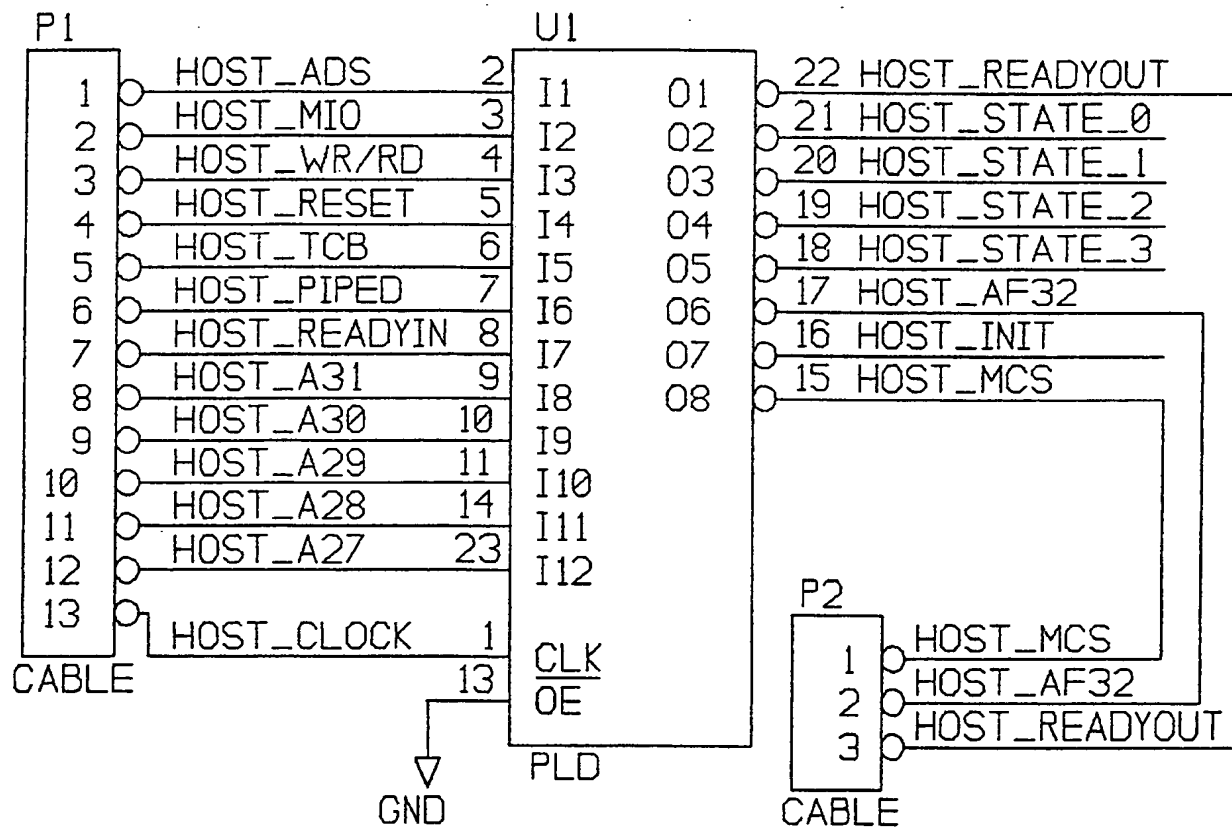 P1
U1
1 HOST_ADS 2 I1 O1 22 HOST_READYOUT
2 HOST_MIO 3 I2 O2 21 HOST_STATE_0
3 HOST_WR/RD 4 I3 O3 20 HOST_STATE_1
4 HOST_RESET 5 I4 O4 19 HOST_STATE_2
5 HOST_TCB 6 I5 O5 18 HOST_STATE_3
6 HOST_PIPED 7 I6 O6 17 HOST_AF32
7 HOST_READYIN 8 I7 O7 16 HOST_INIT
8 HOST_A31 9 I8 O8 15 HOST_MCS
9 HOST_A30 10 I9
10 HOST_A29 11 I10
11 HOST_A28 14 I11
12 HOST_A27 23 I12
13 HOST_CLOCK 1 CLK
CABLE
13 OE
PLD
GND
P2
1 HOST_MCS
2 HOST_AF32
3 HOST_READYOUT
CABLE